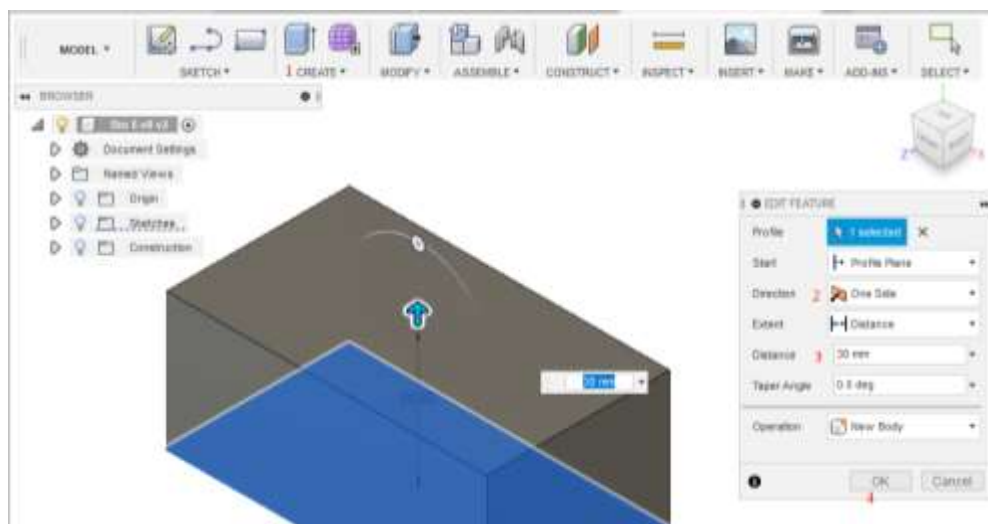 MODEL
SKETCH
1 CREATE
MODIFY
ASSEMBLE
CONSTRUCT
INSPECT
INSERT
MAKE
ADD-INS
SELECT
BROWSER
Document Settings
Named Views
Origin
Sketches
Construction
Z
X
EDIT FEATURE
Profile 1 selected
Start Profile Plane
Direction 2 One Side
Extent Distance
Distance 3 30 mm
Taper Angle 0.0 deg
Operation New Body
OK Cancel
4
30 mm